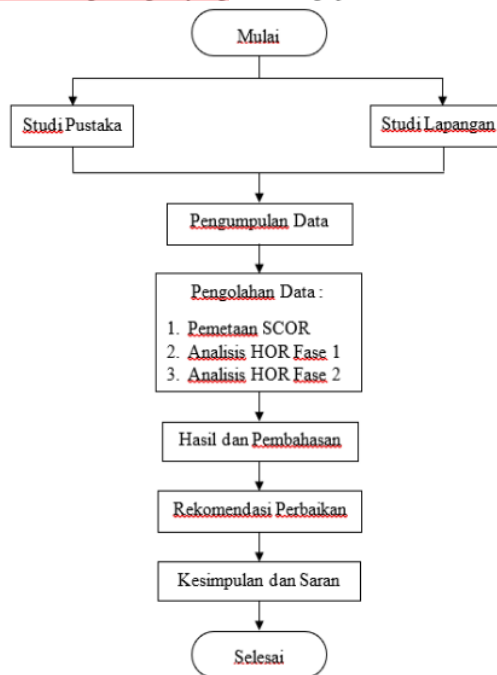 Mulai
Studi Pustaka
Studi Lapangan
Pengumpulan Data
Pengolahan Data :
1. Pemetaan SCOR
2. Analisis HOR Fase 1
3. Analisis HOR Fase 2
Hasil dan Pembahasan
Rekomendasi Perbaikan
Kesimpulan dan Saran
Selesai